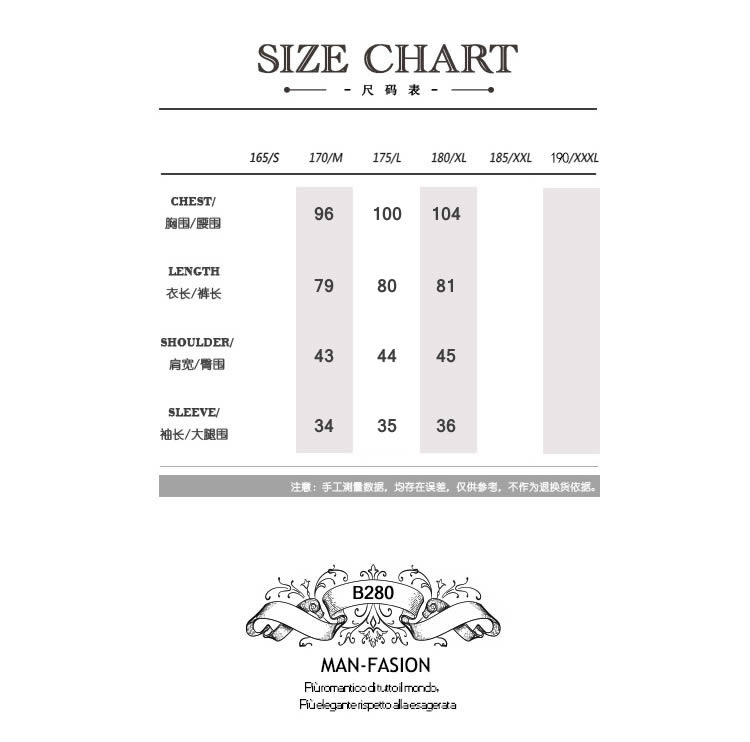 SIZE CHART
- 尺 码 表 -
165/S 170/M 175/L 180/XL 185/XXL 190/XXXL
CHEST/
胸围/腰围
96 100 104
LENGTH
衣长/裤长
79 80 81
SHOULDER/
肩宽/臀围
43 44 45
SLEEVE/
袖长/大腿围
34 35 36
注意：手工测量数据，均存在误差，仅供参考，不作为退换货依据。
B280
MAN-FASION
Più romantico di tutto il mondo,
Più elegante rispetto alla esagerata